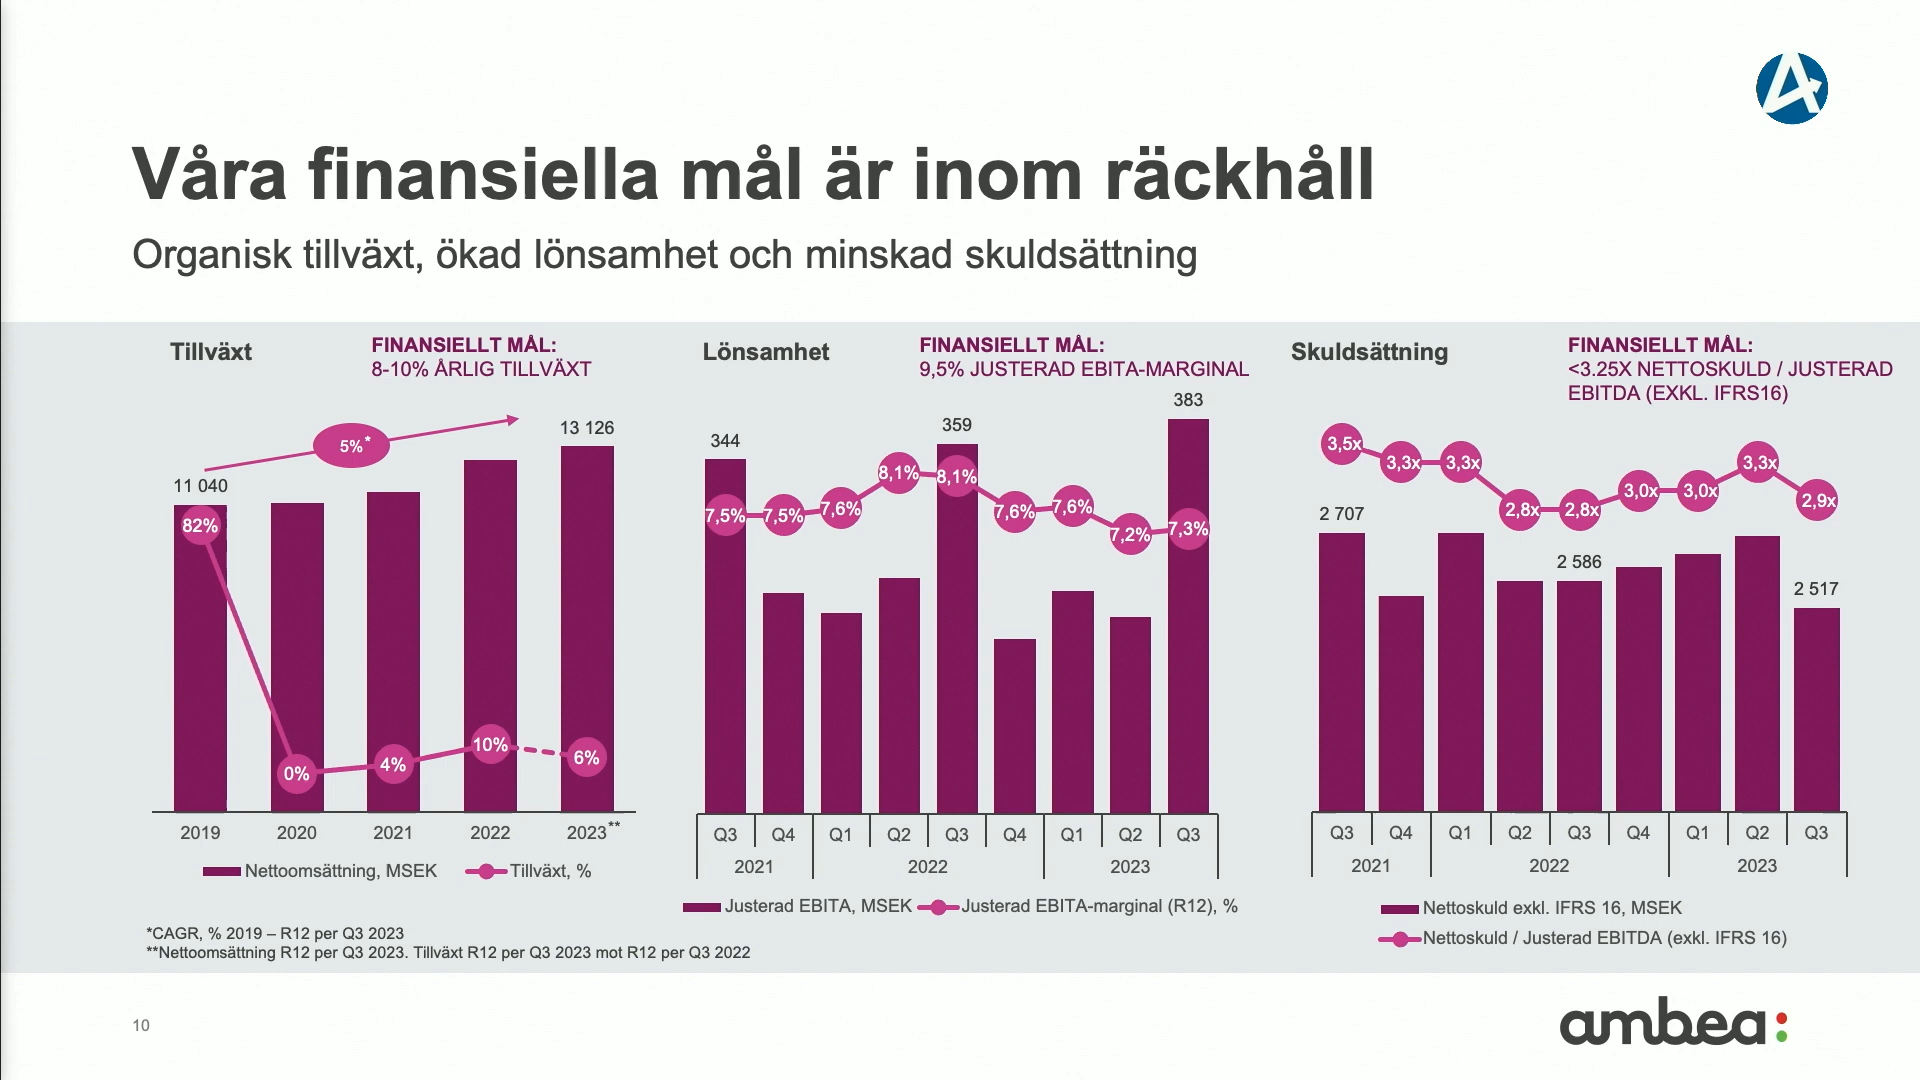 Våra finansiella mål är inom räckhåll
Organisk tillväxt, ökad lönsamhet och minskad skuldsättning
Tillväxt
FINANSIELLT MÅL:
8-10% ÅRLIG TILLVÄXT
5%*
11 040
13 126
82%
0%
4%
10%
6%
2019 2020 2021 2022 2023**
Nettoomsättning, MSEK Tillväxt, %
*CAGR, % 2019 – R12 per Q3 2023
**Nettoomsättning R12 per Q3 2023. Tillväxt R12 per Q3 2023 mot R12 per Q3 2022
Lönsamhet
FINANSIELLT MÅL:
9,5% JUSTERAD EBITA-MARGINAL
344 359 383
7,5% 7,5% 7,6% 8,1% 8,1% 7,6% 7,6% 7,2% 7,3%
Q3 Q4 Q1 Q2 Q3 Q4 Q1 Q2 Q3
2021 2022 2023
Justerad EBITA, MSEK Justerad EBITA-marginal (R12), %
Skuldsättning
FINANSIELLT MÅL:
<3.25X NETTOSKULD / JUSTERAD
EBITDA (EXKL. IFRS16)
3,5x 3,3x 3,3x 2,8x 2,8x 3,0x 3,0x 3,3x 2,9x
2 707 2 586 2 517
Q3 Q4 Q1 Q2 Q3 Q4 Q1 Q2 Q3
2021 2022 2023
Nettoskuld exkl. IFRS 16, MSEK
Nettoskuld / Justerad EBITDA (exkl. IFRS 16)
10
ambea: